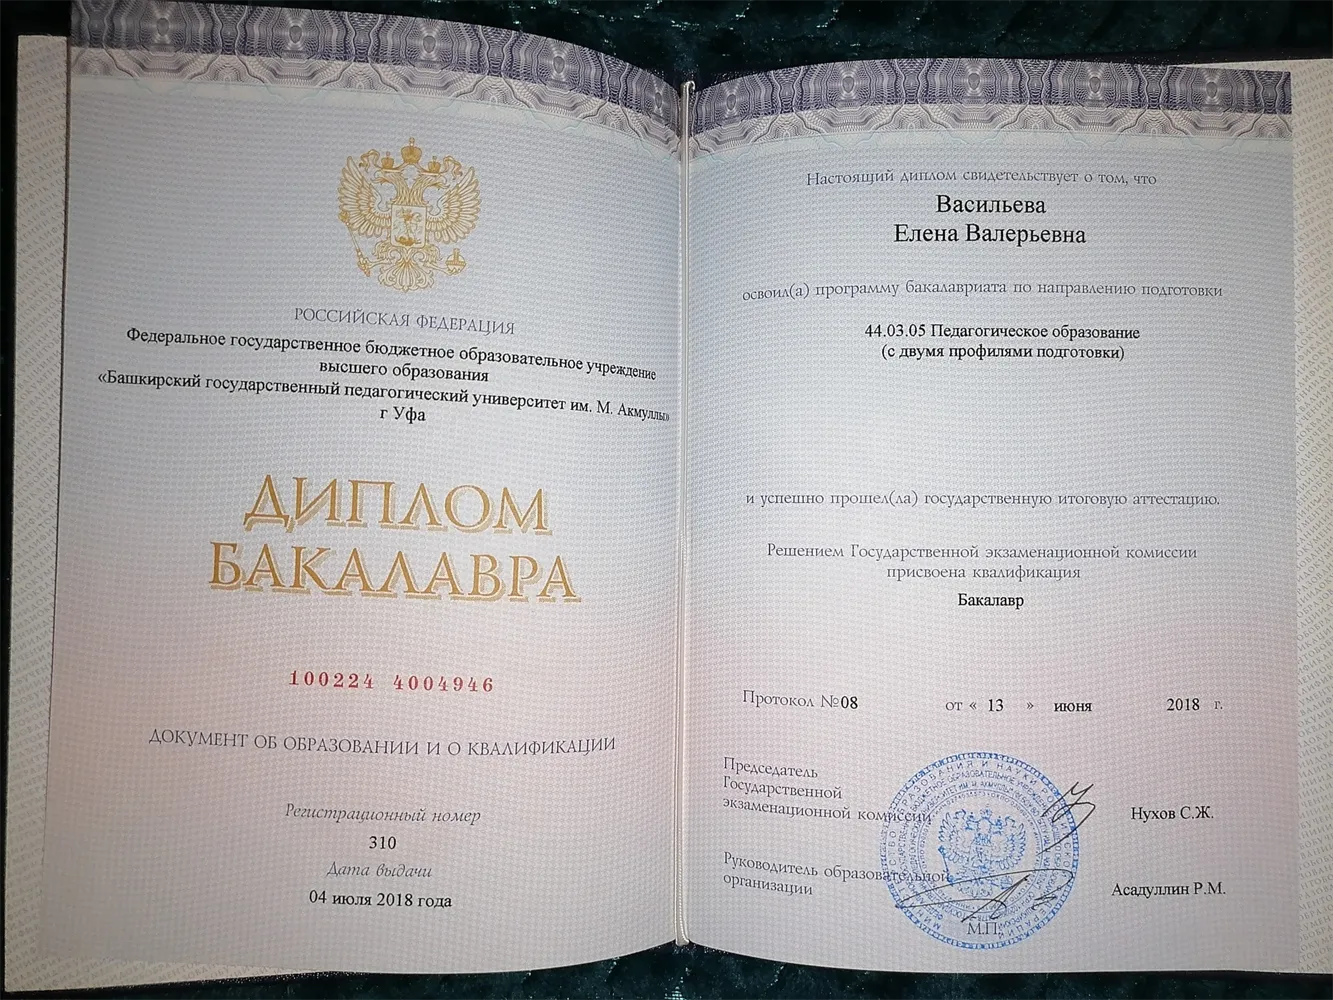 РОССИЙСКАЯ ФЕДЕРАЦИЯ
Федеральное государственное бюджетное образовательное учреждение
высшего образования
«Башкирский государственный педагогический университет им. М. Акмуллы»
г Уфа
ДИПЛОМ
БАКАЛАВРА
100224 4004946
ДОКУМЕНТ ОБ ОБРАЗОВАНИИ И О КВАЛИФИКАЦИИ
Регистрационный номер
310
Дата выдачи
04 июля 2018 года
Настоящий диплом свидетельствует о том, что
Васильева
Елена Валерьевна
освоил(а) программу бакалавриата по направлению подготовки
44.03.05 Педагогическое образование
(с двумя профилями подготовки)
и успешно прошел(ла) государственную итоговую аттестацию.
Решением Государственной экзаменационной комиссии
присвоена квалификация
Бакалавр
Протокол №08 от « 13 » июня 2018 г.
Председатель
Государственной
экзаменационной комиссии
Нухов С.Ж.
Руководитель образовательной
организации
Асадуллин Р.М.
М.П.